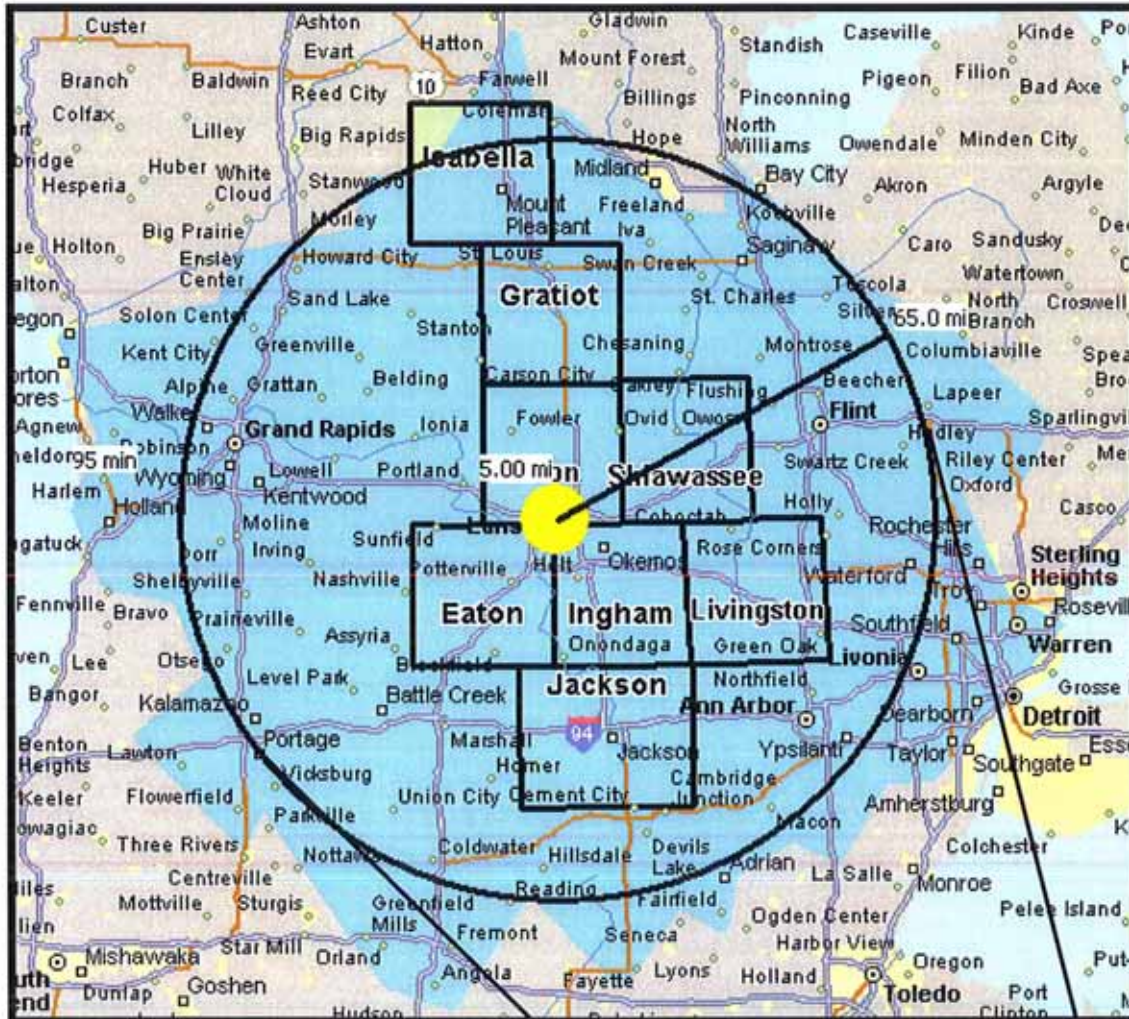 Custer
Ashton
Hatton
Gladwin
Caseville
Kinde
Evart
Standish
Branch
Baldwin
Reed City
Farwell
Mount Forest
Pigeon
Filion
Bad Axe
10
Colfax
Lilley
Big Rapids
Coleman
Billings
Pinconning
Hope
North
Williams
Owendale
Minden City
Huber
White
Cloud
Isabella
Midland
Bay City
Hesperia
Stanwood
Mount
Pleasant
Freeland
Akron
Argyle
Morley
Iva
Kochville
Big Prairie
Holton
Ensley
Center
Howard City
St. Louis
Swan Creek
Saginaw
Caro
Sandusky
Watertown
Gratiot
Tuscola
Sand Lake
St. Charles
North
Branch
Croswell
Solon Center
Stanton
65.0 mi
Kent City
Greenville
Chesaning
Montrose
Columbiaville
Alpine
Grattan
Belding
Carson City
Oakley
Flushing
Beecher
Lapeer
Walker
Fowler
Ovid
Owosso
Flint
Sparlingville
Agnew
Robinson
Grand Rapids
Ionia
Hadley
95 min
Wyoming
Lowell
Portland
5.00 mi
Shiawassee
Swartz Creek
Riley Center
Oxford
Harlem
Kentwood
Holland
Moline
Cohoctah
Holly
Casco
Dorr
Irving
Sunfield
Rose Corners
Rochester
Hills
Shelbyville
Nashville
Potterville
Holt
Okemos
Waterford
Troy
Sterling
Heights
Fennville
Bravo
Prairieville
Eaton
Ingham
Livingston
Roseville
Assyria
Onondaga
Green Oak
Southfield
Warren
Lee
Otsego
Brookfield
Livonia
Bangor
Level Park
Jackson
Northfield
Grosse
Kalamazoo
Battle Creek
Ann Arbor
Dearborn
Detroit
94
Benton
Heights
Lawton
Portage
Marshall
Jackson
Ypsilanti
Taylor
Southgate
Vicksburg
Homer
Cambridge
Junction
Keeler
Flowerfield
Union City
Cement City
Amherstburg
Parkville
Macon
Colchester
Three Rivers
Nottawa
Coldwater
Hillsdale
Devils
Lake
Adrian
Centreville
Reading
La Salle
Monroe
Mottville
Sturgis
Greenfield
Mills
Fairfield
Ogden Center
Pelee Island
Star Mill
Orland
Fremont
Seneca
Harbor View
Mishawaka
Angola
Fayette
Lyons
Holland
Oregon
Dunlap
Goshen
Toledo
Port
Clinton
Hudson